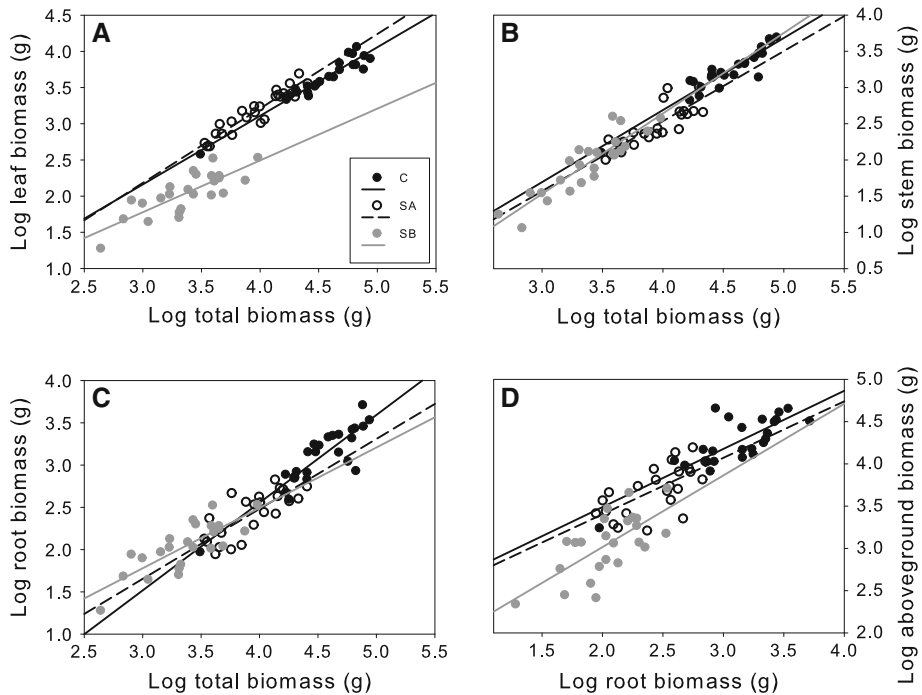 A
Log leaf biomass (g)
4.5
4.0
3.5
3.0
2.5
2.0
1.5
1.0
2.5 3.0 3.5 4.0 4.5 5.0 5.5
Log total biomass (g)
C
SA
SB
B
4.0
3.5
3.0
2.5
2.0
1.5
1.0
0.5
Log stem biomass (g)
3.0 3.5 4.0 4.5 5.0 5.5
Log total biomass (g)
C
Log root biomass (g)
4.0
3.5
3.0
2.5
2.0
1.5
1.0
2.5 3.0 3.5 4.0 4.5 5.0 5.5
Log total biomass (g)
D
5.0
4.5
4.0
3.5
3.0
2.5
2.0
Log aboveground biomass (g)
1.5 2.0 2.5 3.0 3.5 4.0
Log root biomass (g)